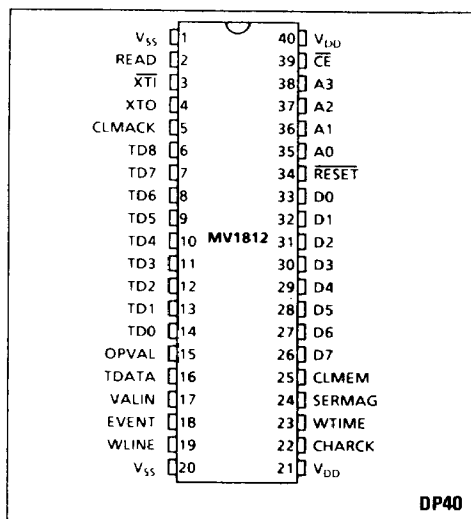 V_SS 1 40 V_DD
READ 2 39 C̅E̅
X̅T̅I̅ 3 38 A3
XTO 4 37 A2
CLMACK 5 36 A1
TD8 6 35 A0
TD7 7 34 R̅E̅S̅E̅T̅
TD6 8 33 D0
TD5 9 32 D1
TD4 10 MV1812 31 D2
TD3 11 30 D3
TD2 12 29 D4
TD1 13 28 D5
TD0 14 27 D6
OPVAL 15 26 D7
TDATA 16 25 CLMEM
VALIN 17 24 SERMAG
EVENT 18 23 WTIME
WLINE 19 22 CHARCK
V_SS 20 21 V_DD
DP40